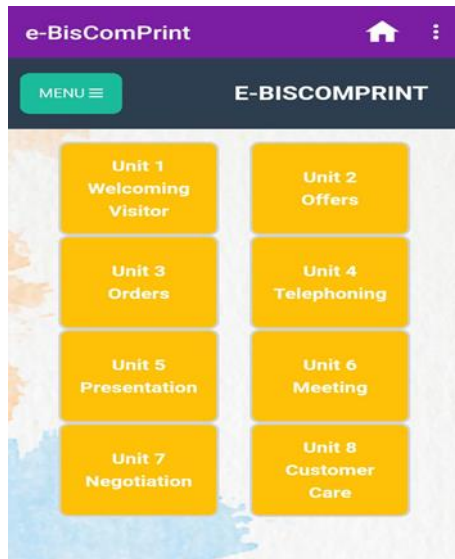 e-BisComPrint
MENU
E-BISCOMPRINT
Unit 1
Welcoming
Visitor
Unit 2
Offers
Unit 3
Orders
Unit 4
Telephoning
Unit 5
Presentation
Unit 6
Meeting
Unit 7
Negotiation
Unit 8
Customer
Care